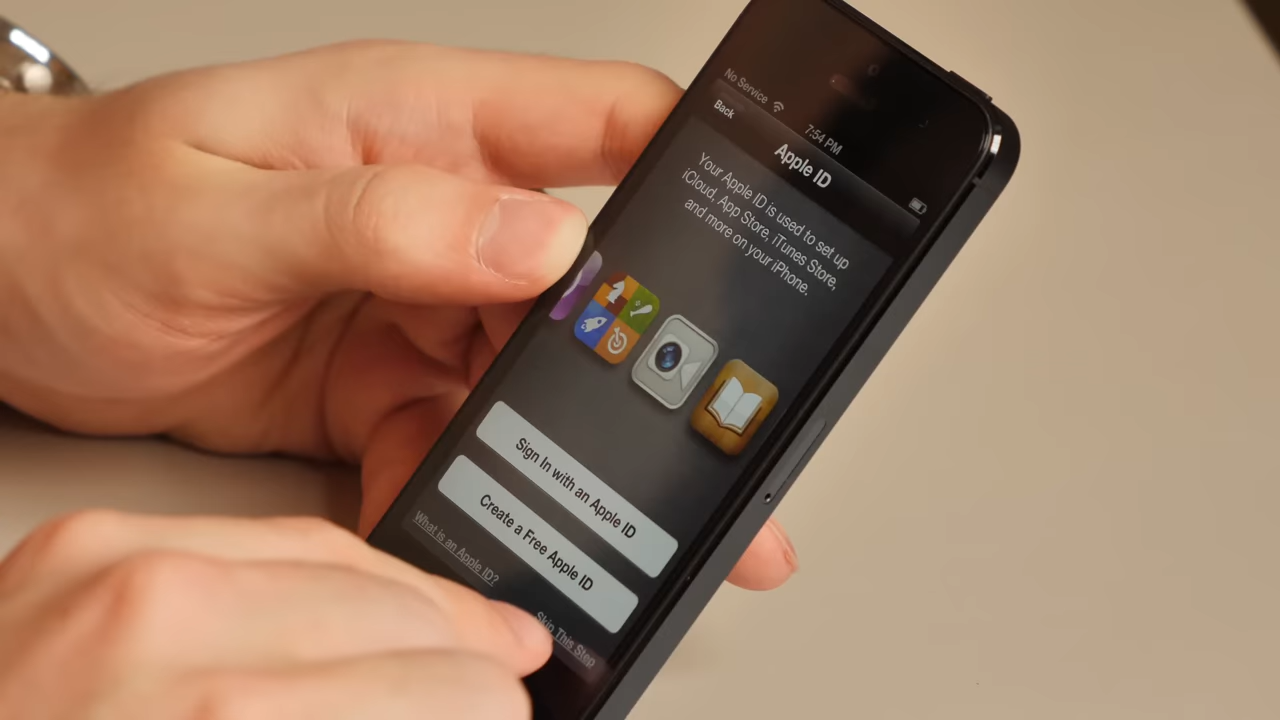 No Service
7:54 PM
Back
Apple ID
Your Apple ID is used to set up
iCloud, App Store, iTunes Store,
and more on your iPhone.
Sign In with an Apple ID
Create a Free Apple ID
What is an Apple ID?
Skip This Step